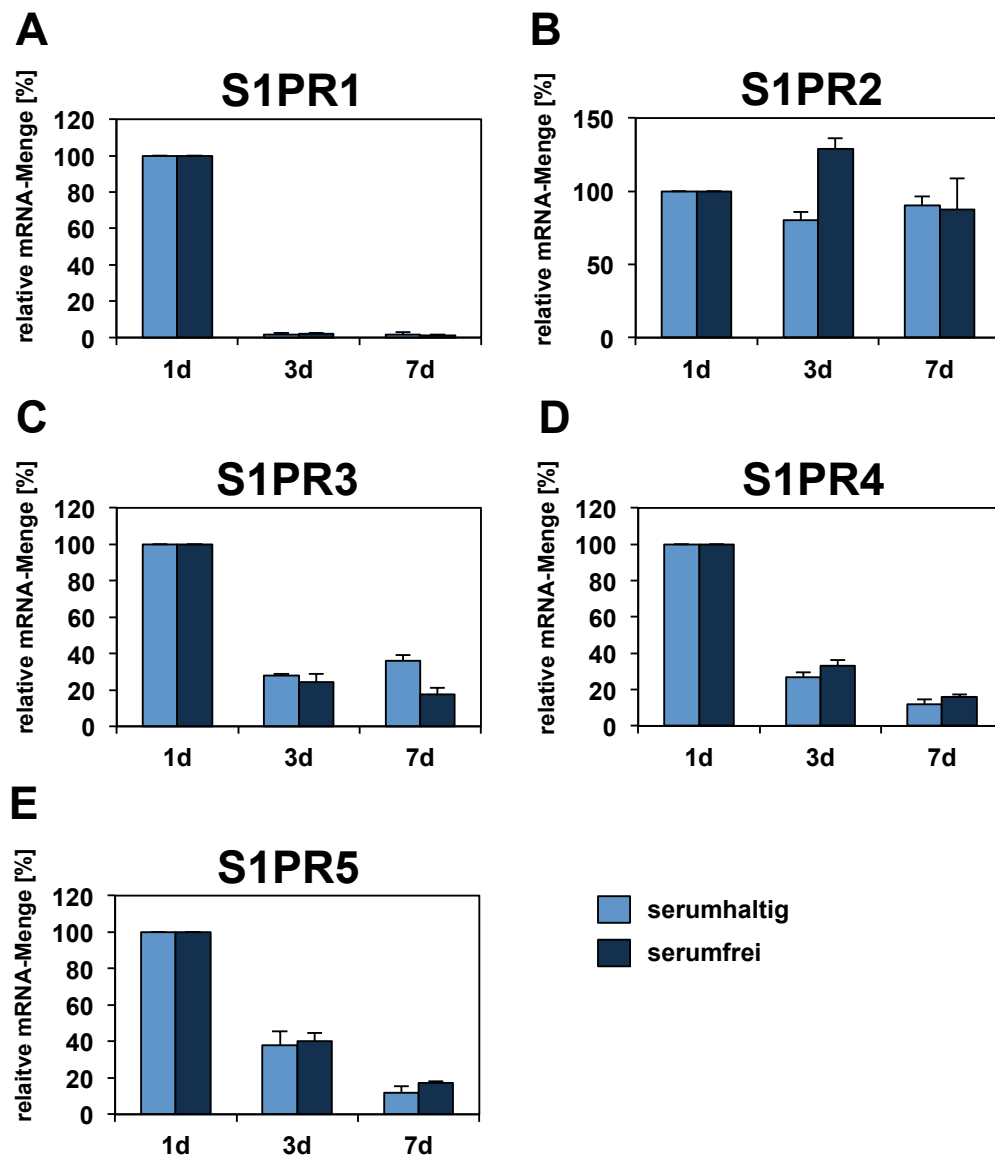 A
S1PR1
relative mRNA-Menge [%]
120
100
80
60
40
20
0
1d 3d 7d
B
S1PR2
relative mRNA-Menge [%]
150
100
50
0
1d 3d 7d
C
S1PR3
relative mRNA-Menge [%]
120
100
80
60
40
20
0
1d 3d 7d
D
S1PR4
relative mRNA-Menge [%]
120
100
80
60
40
20
0
1d 3d 7d
E
S1PR5
relaitve mRNA-Menge [%]
120
100
80
60
40
20
0
1d 3d 7d
serumhaltig
serumfrei